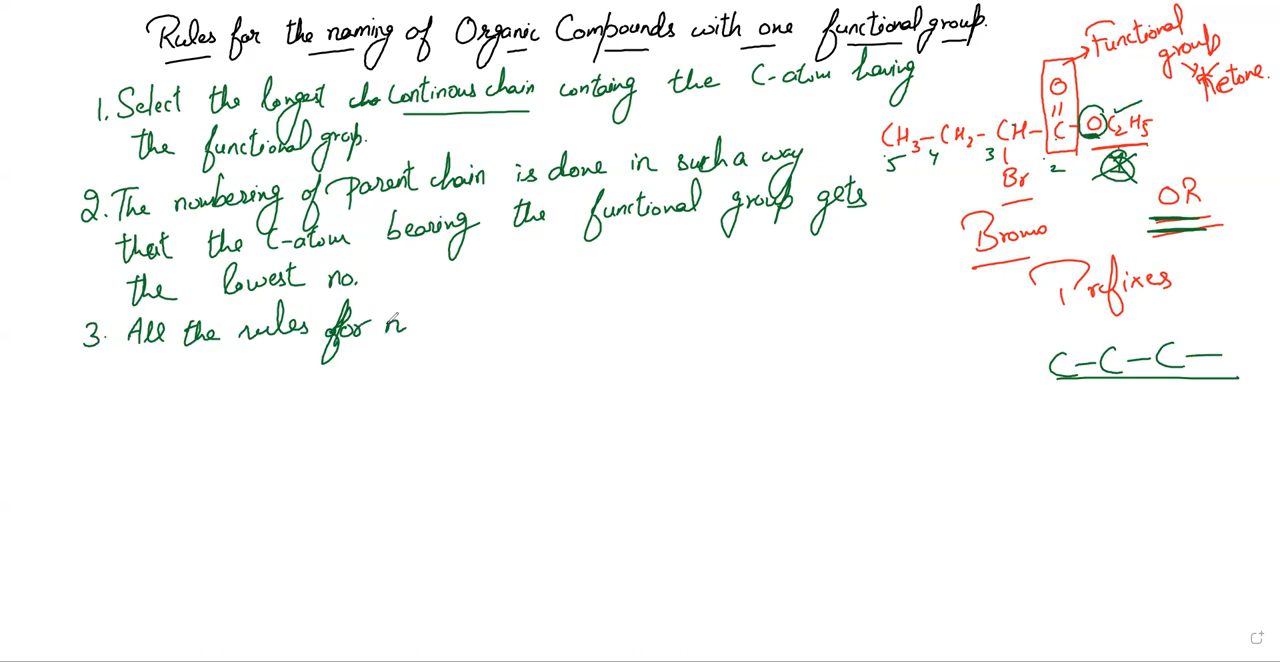 Rules for the naming of Organic Compounds with one functional group.
1. Select the longest cha continous chain containg the C-atom having
the functional group.
2. The numbering of Parent chain is done in such a way
that the C-atom bearing the functional group gets
the lowest no.
3. All the rules for n
Functional
group
Ketone.
O
||
CH3 - CH2 - CH - C - OC2H5
5 4 3 2
Br
Bromo
OR
Prefixes
C-C-C-